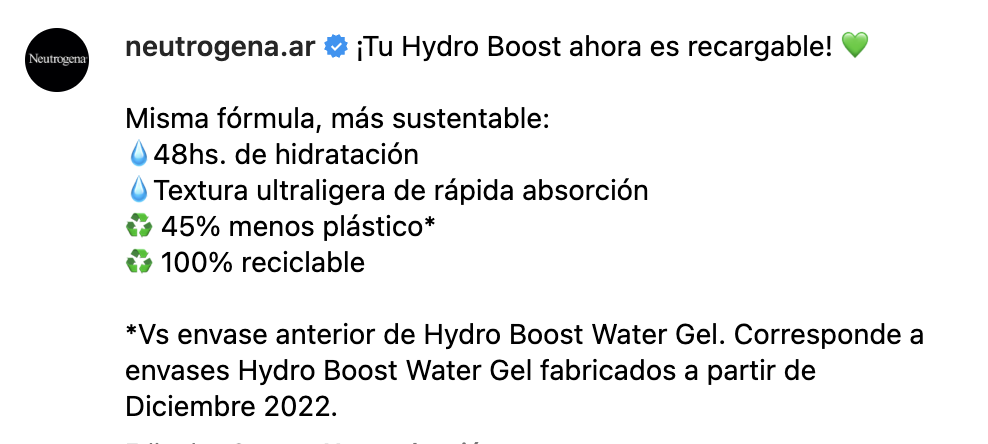 Neutrogena
neutrogena.ar ¡Tu Hydro Boost ahora es recargable! 💚
Misma fórmula, más sustentable:
💧48hs. de hidratación
💧Textura ultraligera de rápida absorción
♻️ 45% menos plástico*
♻️ 100% reciclable
*Vs envase anterior de Hydro Boost Water Gel. Corresponde a
envases Hydro Boost Water Gel fabricados a partir de
Diciembre 2022.